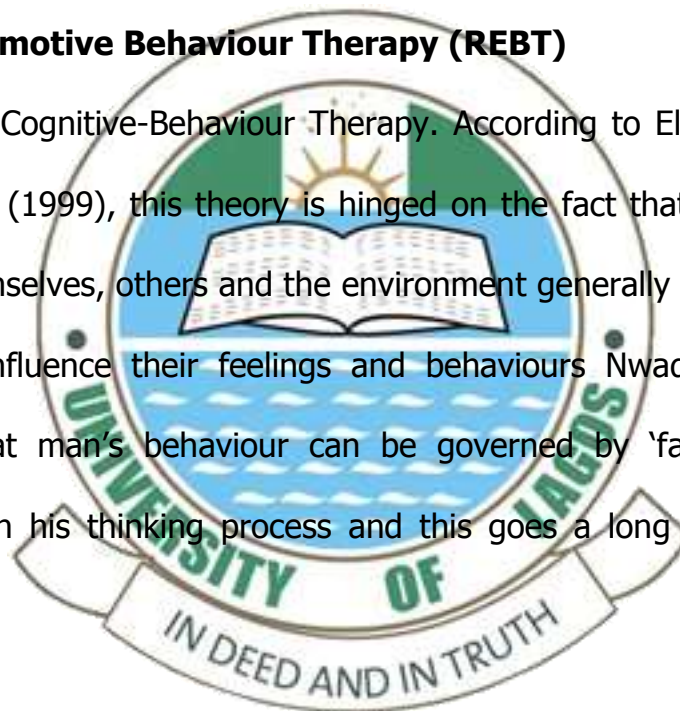 motive Behaviour Therapy (REBT)
Cognitive-Behaviour Therapy. According to El
(1999), this theory is hinged on the fact that
nselves, others and the environment generally
nfluence their feelings and behaviours Nwad
at man's behaviour can be governed by 'fa
n his thinking process and this goes a long
UNIVERSITY OF LAGOS
IN DEED AND IN TRUTH